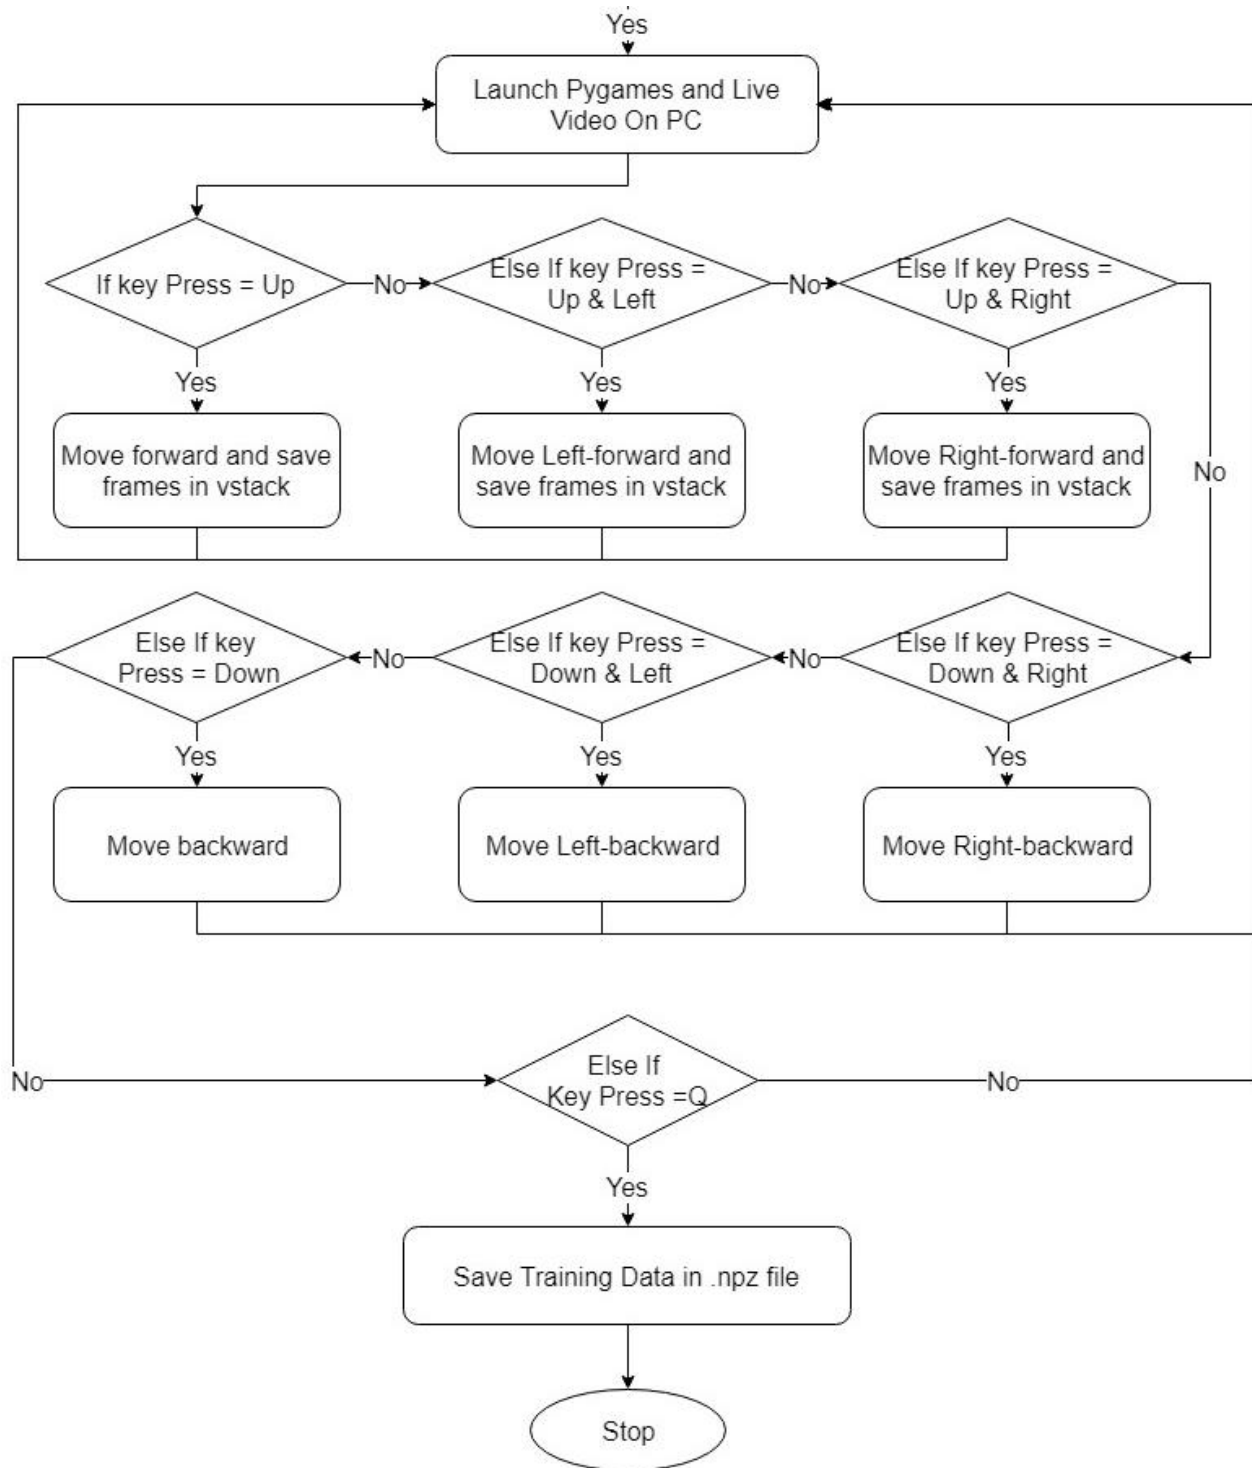 Yes
Launch Pygames and Live
Video On PC
If key Press = Up
No
Else If key Press =
Up & Left
No
Else If key Press =
Up & Right
Yes
Yes
Yes
Move forward and save
frames in vstack
Move Left-forward and
save frames in vstack
Move Right-forward and
save frames in vstack
No
Else If key
Press = Down
No
Else If key Press =
Down & Left
No
Else If key Press =
Down & Right
Yes
Yes
Yes
Move backward
Move Left-backward
Move Right-backward
No
Else If
Key Press =Q
No
Yes
Save Training Data in .npz file
Stop